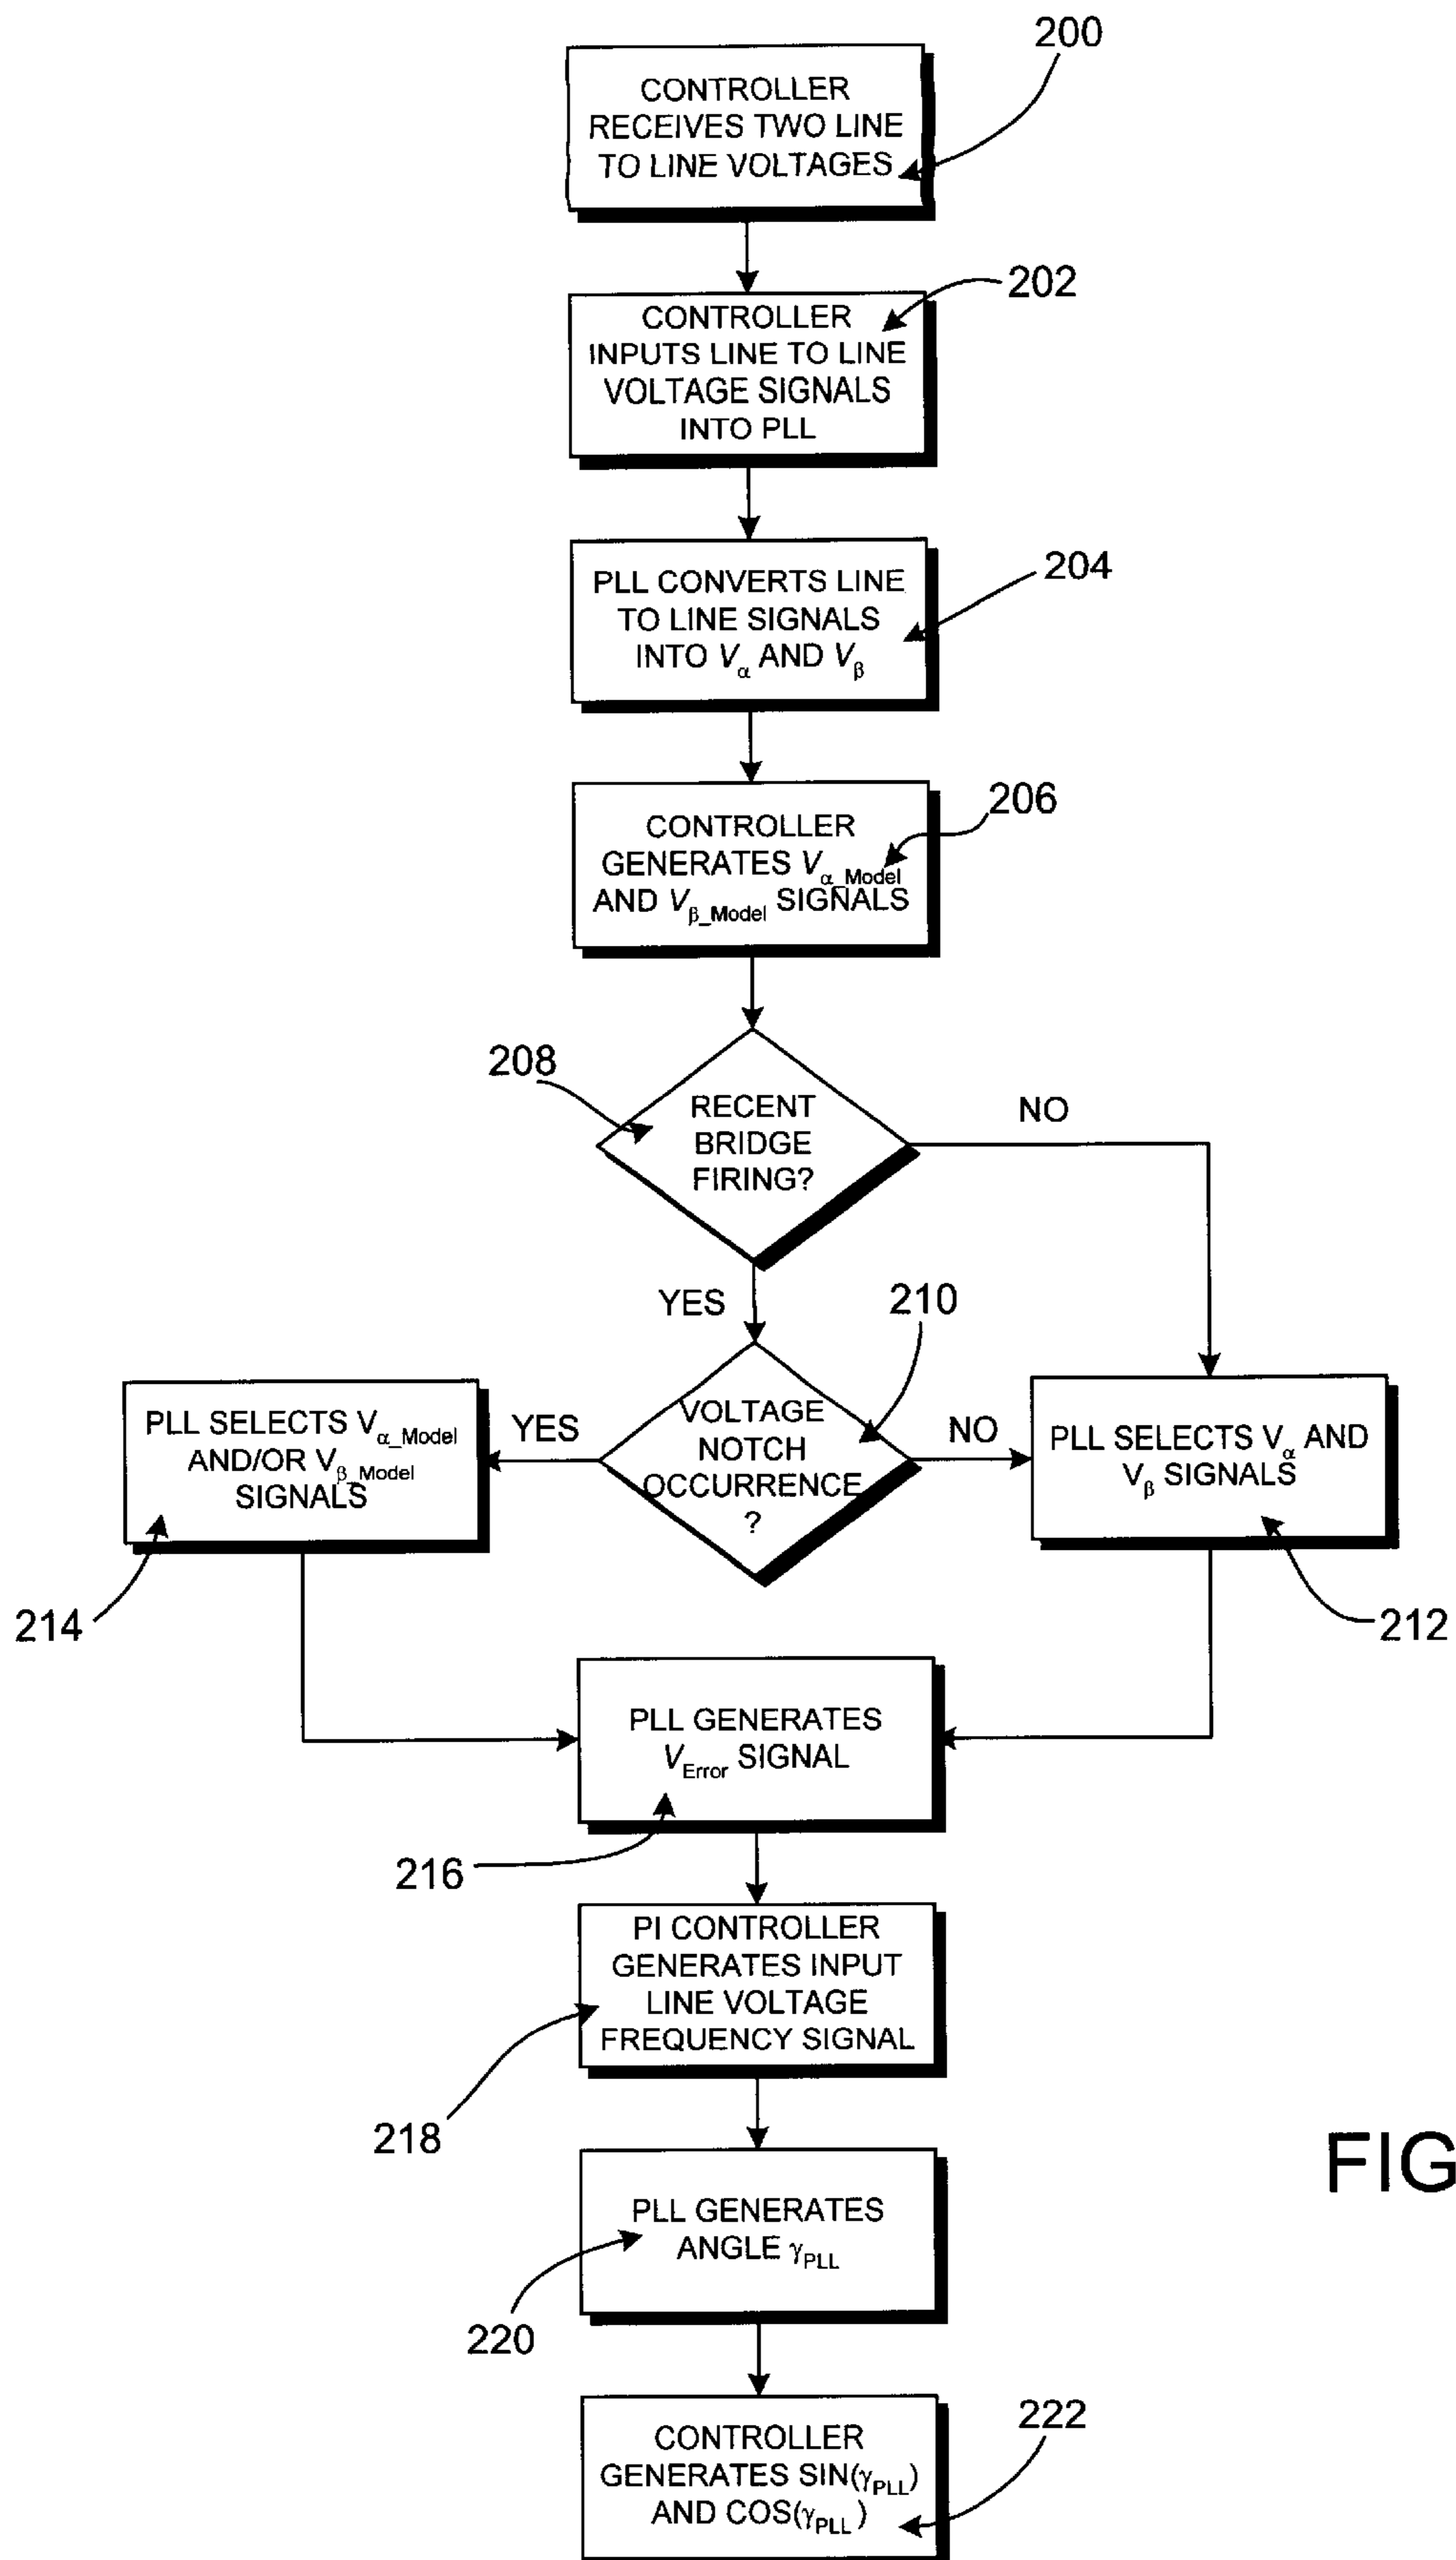 200
CONTROLLER
RECEIVES TWO LINE
TO LINE VOLTAGES
202
CONTROLLER
INPUTS LINE TO LINE
VOLTAGE SIGNALS
INTO PLL
204
PLL CONVERTS LINE
TO LINE SIGNALS
INTO Vα AND Vβ
206
CONTROLLER
GENERATES Vα_Model
AND Vβ_Model SIGNALS
208
RECENT
BRIDGE
FIRING?
NO
YES
210
VOLTAGE
NOTCH
OCCURRENCE
?
YES
NO
PLL SELECTS Vα_Model
AND/OR Vβ_Model
SIGNALS
214
PLL SELECTS Vα AND
Vβ SIGNALS
212
PLL GENERATES
VError SIGNAL
216
PI CONTROLLER
GENERATES INPUT
LINE VOLTAGE
FREQUENCY SIGNAL
218
FIG
PLL GENERATES
ANGLE γPLL
220
222
CONTROLLER
GENERATES SIN(γPLL)
AND COS(γPLL)